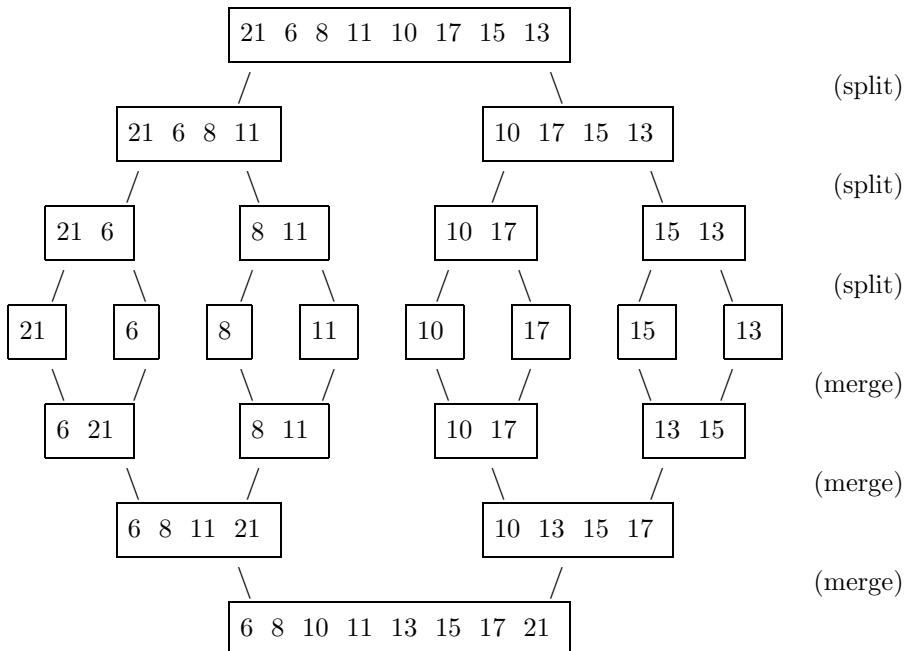 21 6 8 11 10 17 15 13
(split)
21 6 8 11 10 17 15 13
(split)
21 6 8 11 10 17 15 13
(split)
21 6 8 11 10 17 15 13
(merge)
6 21 8 11 10 17 13 15
(merge)
6 8 11 21 10 13 15 17
(merge)
6 8 10 11 13 15 17 21